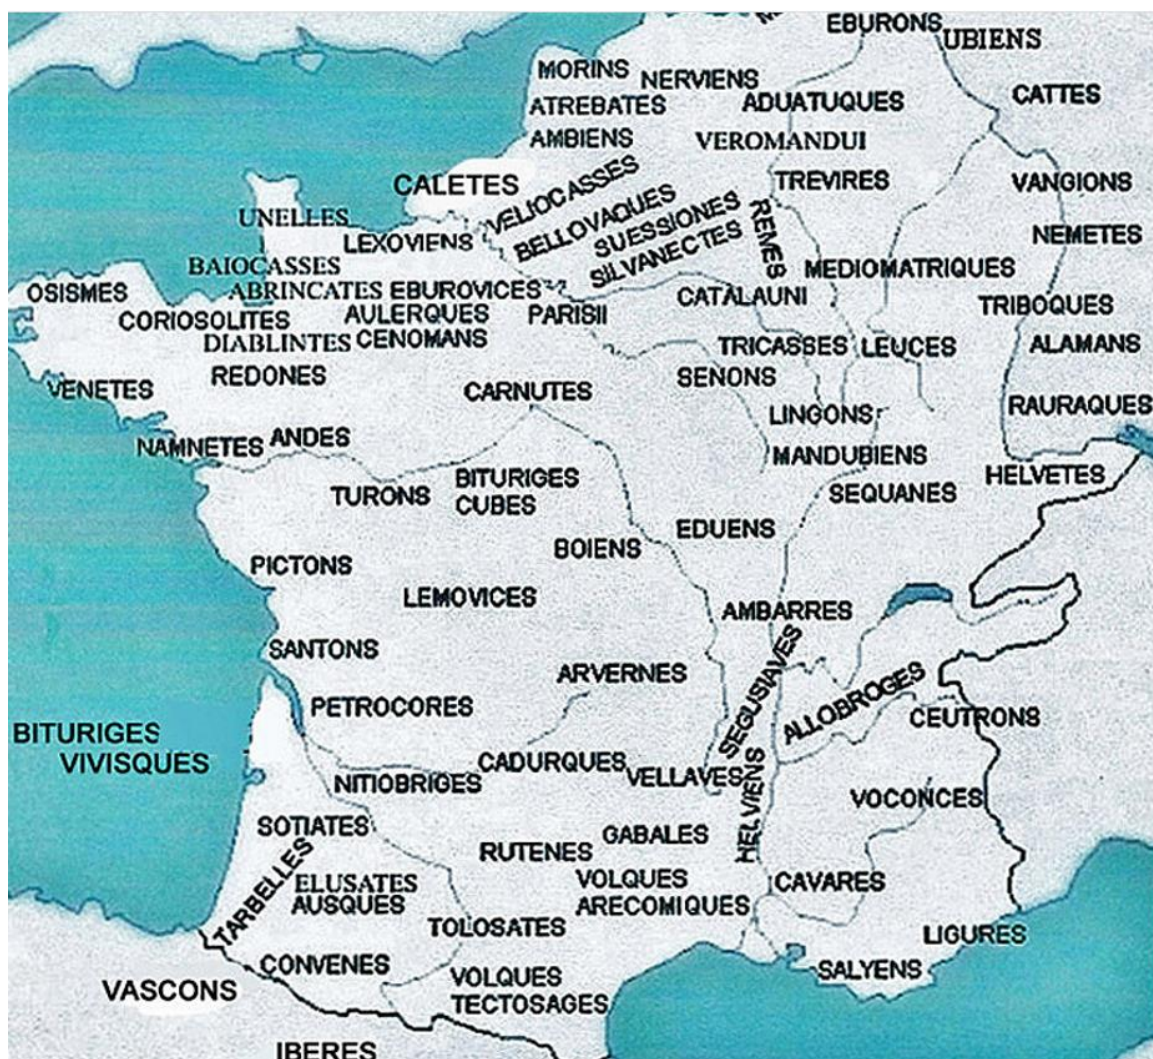 EBURONS
UBIENS
MORINS
NERVIENS
CATTES
ATREBATES
ADUATUQUES
AMBIENS
VEROMANDUI
CALETES
VELIOCASSES
TREVIRES
VANGIONS
UNELLES
LEXOVIENS
BELLOVAQUES
SUESSIONES
SILVANECTES
REMES
NEMETES
BAIOCASSES
MEDIOMATRIQUES
OSISMES
ABRINCATES
EBUROVICES
CATALAUNI
TRIBOQUES
CORIOSOLITES
AULERQUES
CENOMANS
PARISII
DIABLINTES
TRICASSES
LEUCES
ALAMANS
VENETES
REDONES
CARNUTES
SENONS
LINGONS
RAURAQUES
NAMNETES
ANDES
MANDUBIENS
HELVETES
TURONS
BITURIGES
CUBES
SEQUANES
EDUENS
BOIENS
PICTONS
LEMOVICES
AMBARRES
SANTONS
ARVERNES
SEGUSIAVES
ALLOBROGES
PETROCORES
CEUTRONS
BITURIGES
VIVISQUES
NITIOBRIGES
CADURQUES
VELLAVES
HELVIENS
VOCONCES
SOTIATES
GABALES
RUTENES
TARBELLES
ELUSATES
AUSQUES
VOLQUES
ARECOMIQUES
CAVARES
TOLOSATES
LIGURES
CONVENES
VOLQUES
TECTOSAGES
SALYENS
VASCONS
IBERES